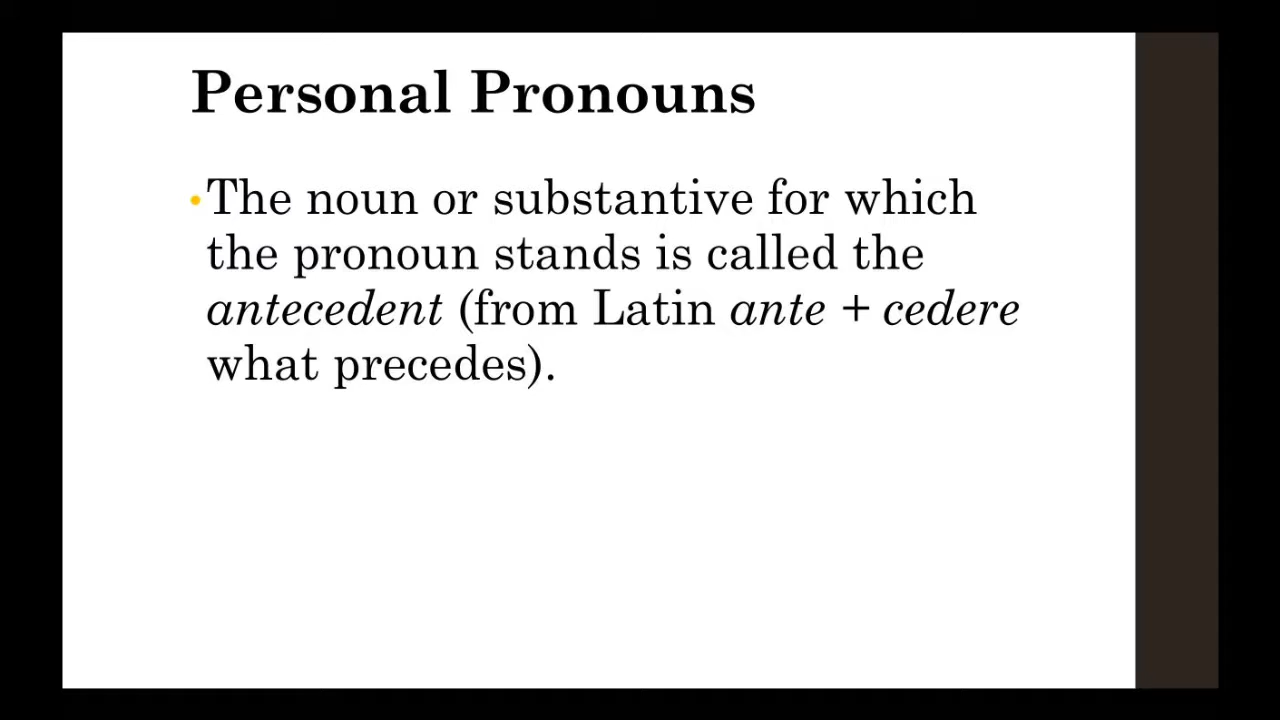 Personal Pronouns
•The noun or substantive for which
the pronoun stands is called the
antecedent (from Latin ante + cedere
what precedes).